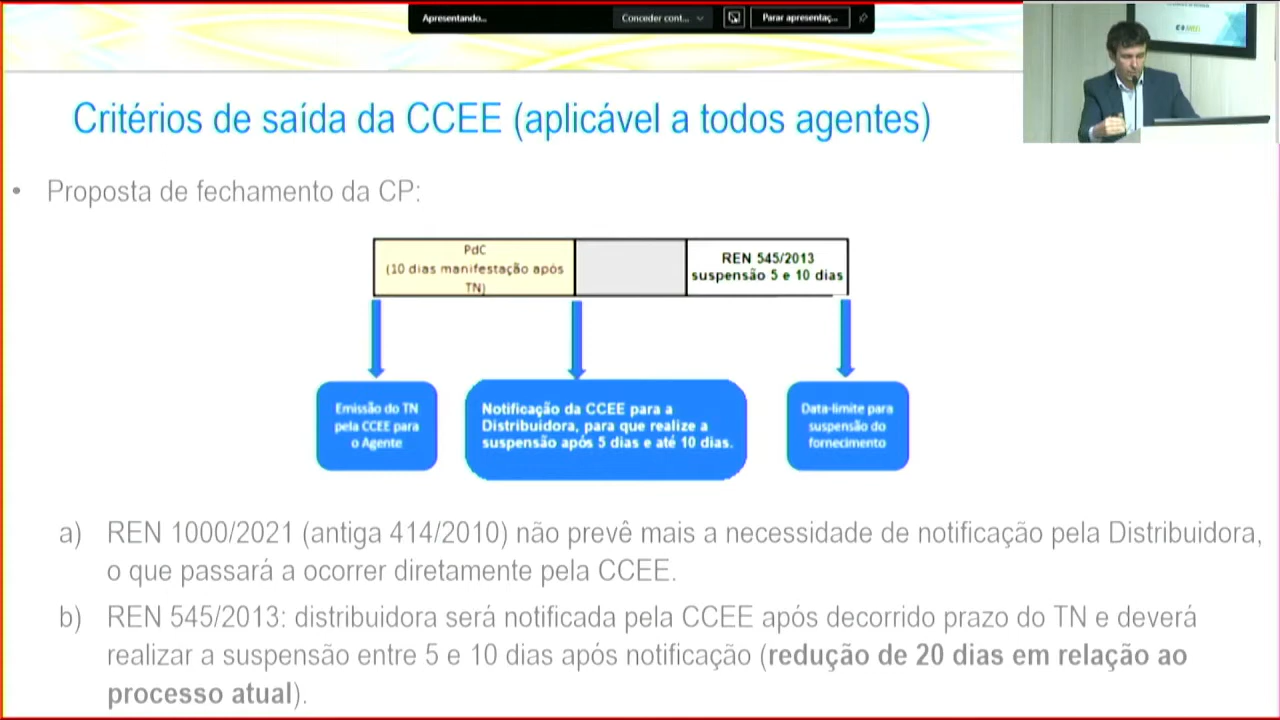 Apresentando...
Conceder cont...
Parar apresentaç...
Critérios de saída da CCEE (aplicável a todos agentes)
• Proposta de fechamento da CP:
PdC
(10 dias manifestação após
TN)
REN 545/2013
suspensão 5 e 10 dias
Emissão do TN
pela CCEE para
o Agente
Notificação da CCEE para a
Distribuidora, para que realize a
suspensão após 5 dias e até 10 dias.
Data-limite para
suspensão do
fornecimento
a) REN 1000/2021 (antiga 414/2010) não prevê mais a necessidade de notificação pela Distribuidora,
o que passará a ocorrer diretamente pela CCEE.
b) REN 545/2013: distribuidora será notificada pela CCEE após decorrido prazo do TN e deverá
realizar a suspensão entre 5 e 10 dias após notificação (redução de 20 dias em relação ao
processo atual).